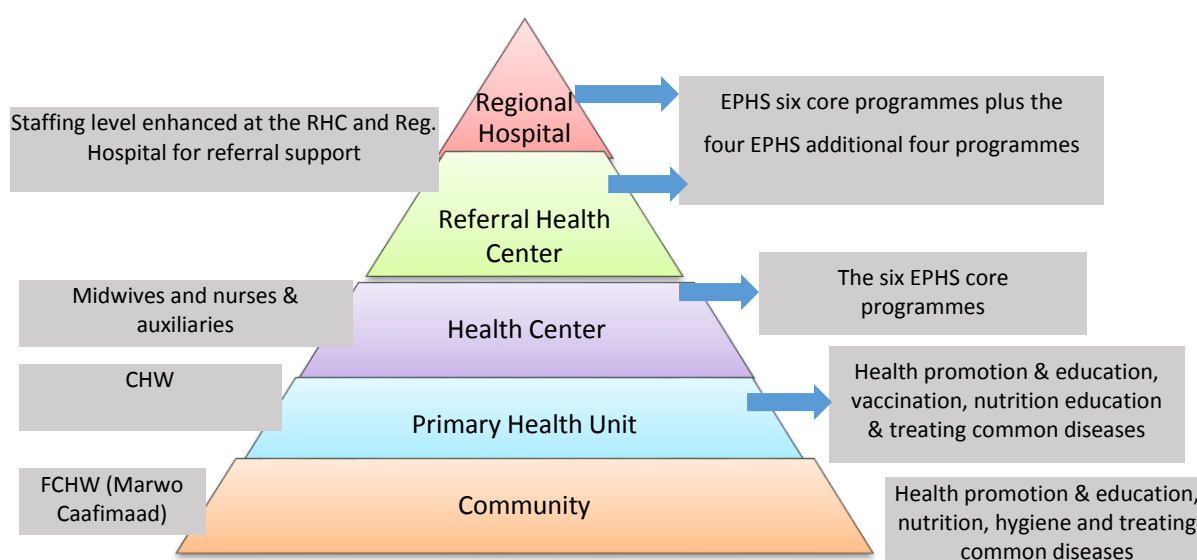 Regional
Hospital
EPHS six core programmes plus the
four EPHS additional four programmes
Staffing level enhanced at the RHC and Reg.
Hospital for referral support
Referral Health
Center
The six EPHS core
programmes
Midwives and nurses &
auxiliaries
Health Center
CHW
Health promotion & education,
vaccination, nutrition education
& treating common diseases
Primary Health Unit
FCHW (Marwo
Caafimaad)
Community
Health promotion & education,
nutrition, hygiene and treating
common diseases